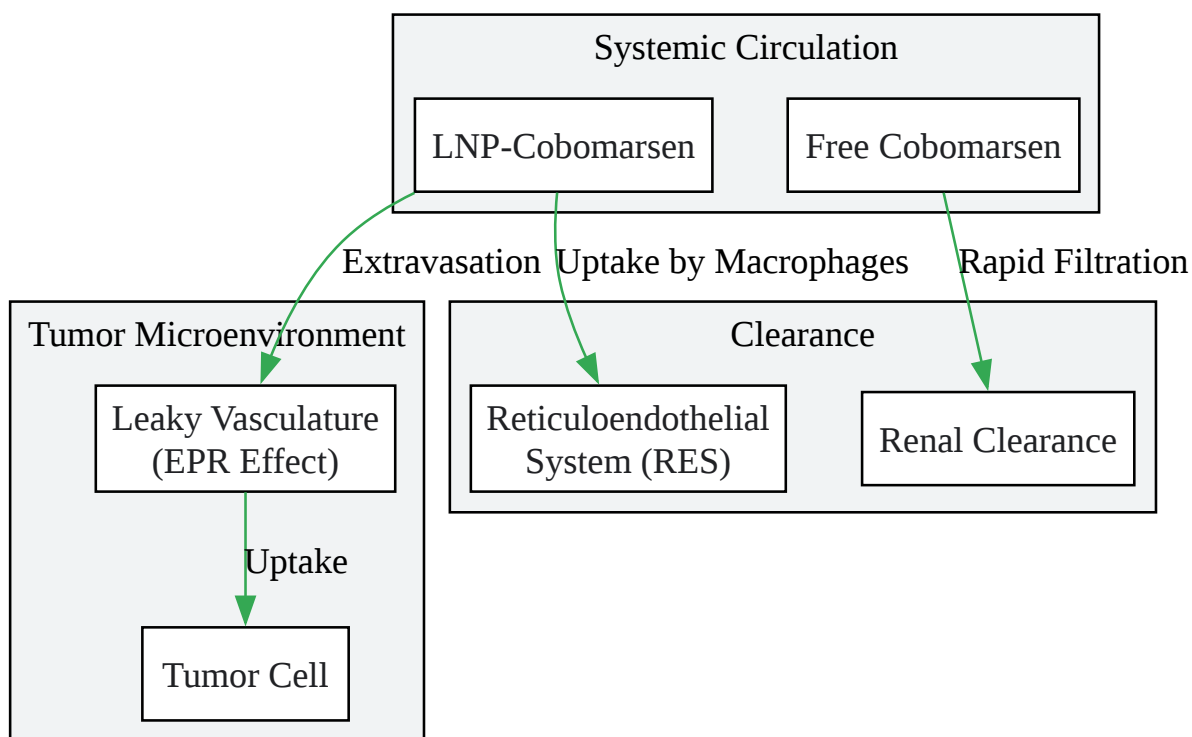 Systemic Circulation
LNP-Cobomarsen
Free Cobomarsen
Extravasation
Uptake by Macrophages
Rapid Filtration
Tumor Microenvironment
Clearance
Leaky Vasculature
(EPR Effect)
Reticuloendothelial
System (RES)
Renal Clearance
Uptake
Tumor Cell